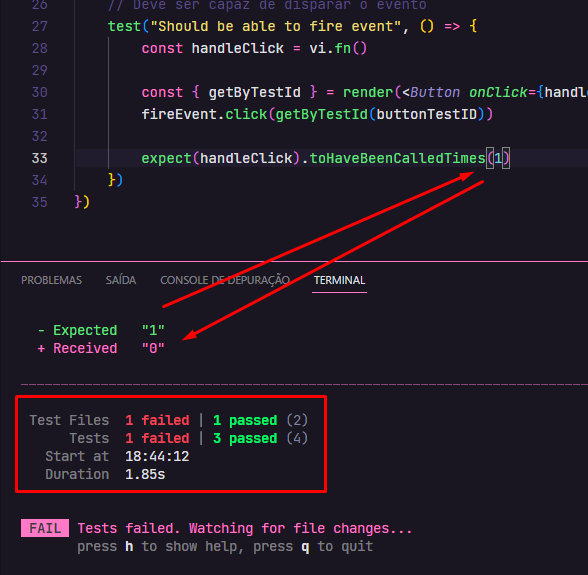 26 // Deve ser capaz de disparar o evento
27 test("Should be able to fire event", () => {
28 const handleClick = vi.fn()
29
30 const { getByTestId } = render(<Button onClick={handle
31 fireEvent.click(getByTestId(buttonTestID))
32
33 expect(handleClick).toHaveBeenCalledTimes(1)
34 })
35 })
PROBLEMAS SAÍDA CONSOLE DE DEPURAÇÃO TERMINAL
- Expected "1"
+ Received "0"
Test Files 1 failed | 1 passed (2)
Tests 1 failed | 3 passed (4)
Start at 18:44:12
Duration 1.85s
FAIL Tests failed. Watching for file changes...
press h to show help, press q to quit